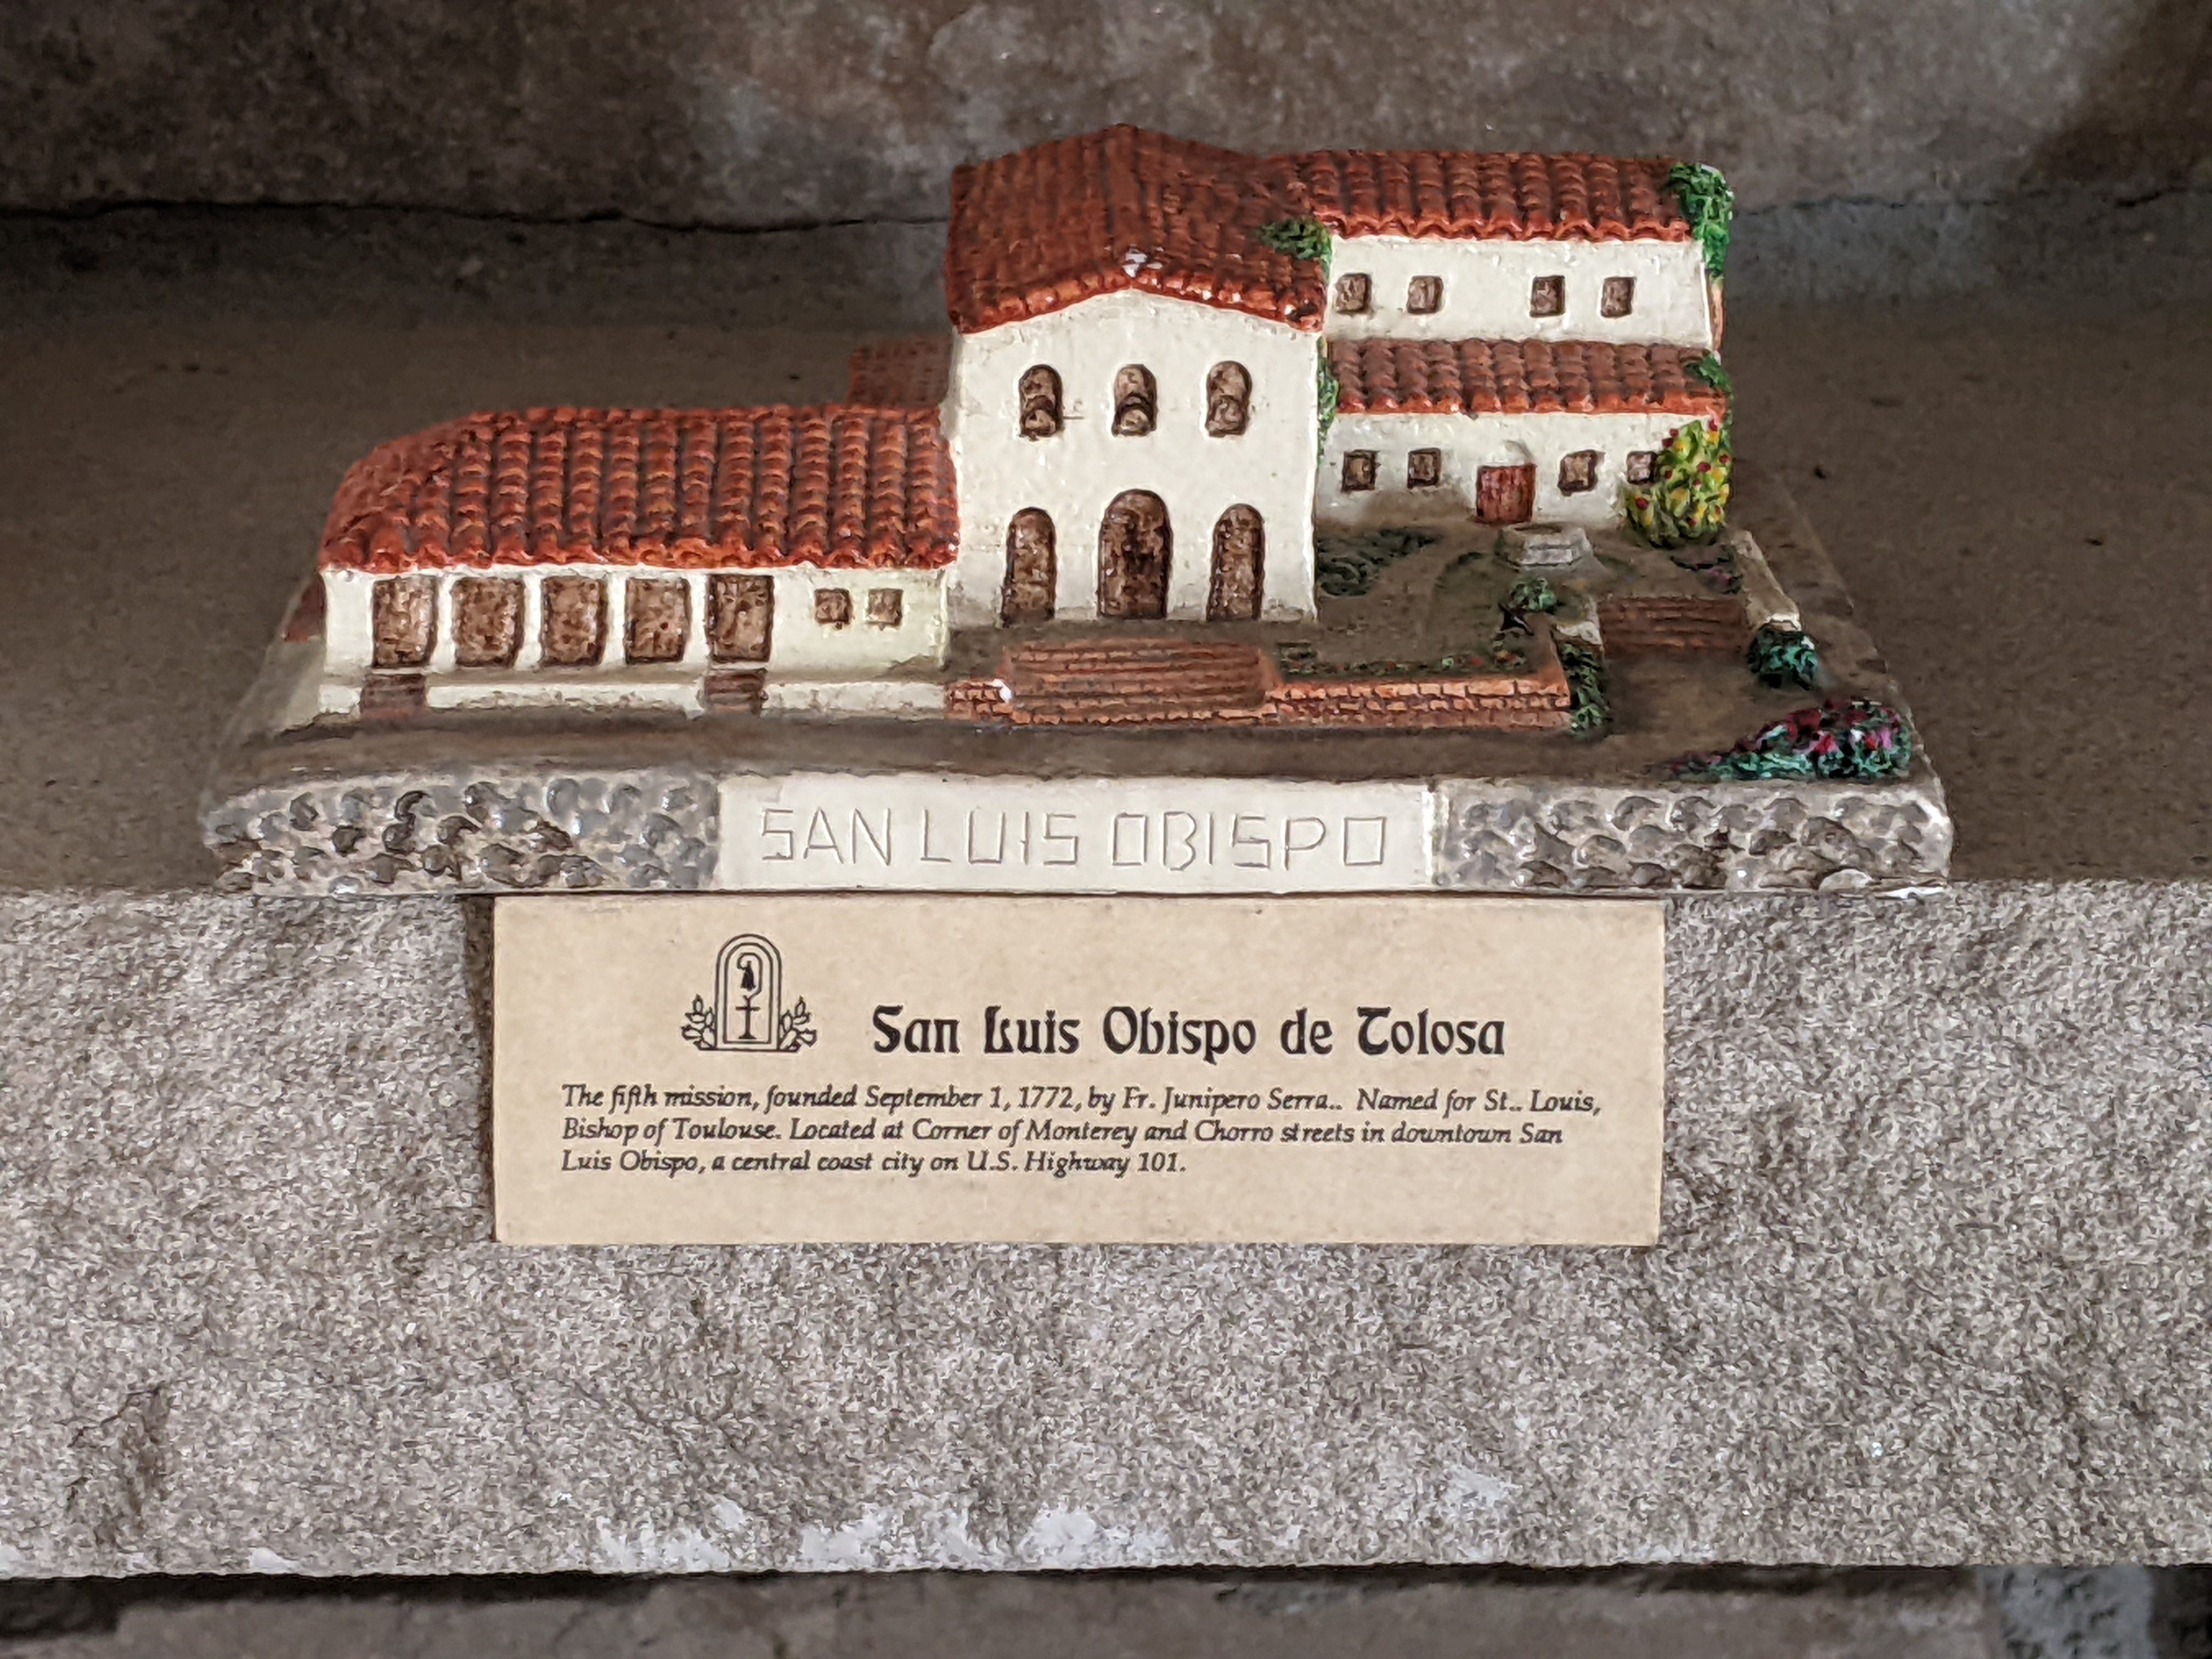 SAN LUIS OBISPO
San Luis Obispo de Tolosa
The fifth mission, founded September 1, 1772, by Fr. Junipero Serra.. Named for St.. Louis,
Bishop of Toulouse. Located at Corner of Monterey and Chorro streets in downtown San
Luis Obispo, a central coast city on U.S. Highway 101.